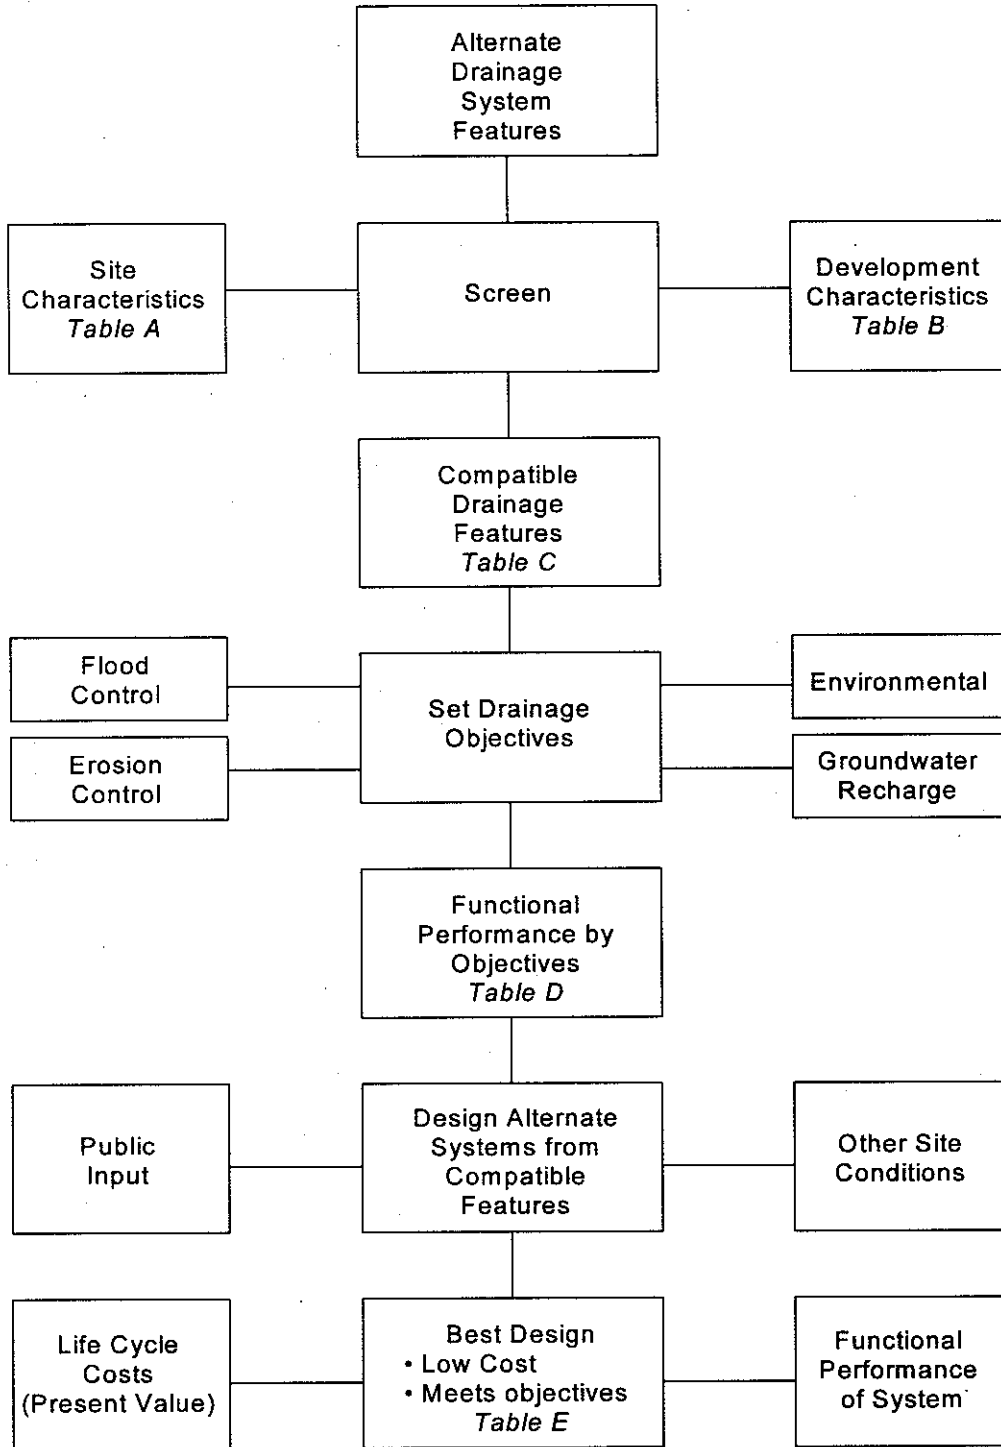 Alternate
Drainage
System
Features
Site
Characteristics
Table A
Screen
Development
Characteristics
Table B
Compatible
Drainage
Features
Table C
Flood
Control
Erosion
Control
Set Drainage
Objectives
Environmental
Groundwater
Recharge
Functional
Performance by
Objectives
Table D
Public
Input
Design Alternate
Systems from
Compatible
Features
Other Site
Conditions
Life Cycle
Costs
(Present Value)
Best Design
• Low Cost
• Meets objectives
Table E
Functional
Performance
of System